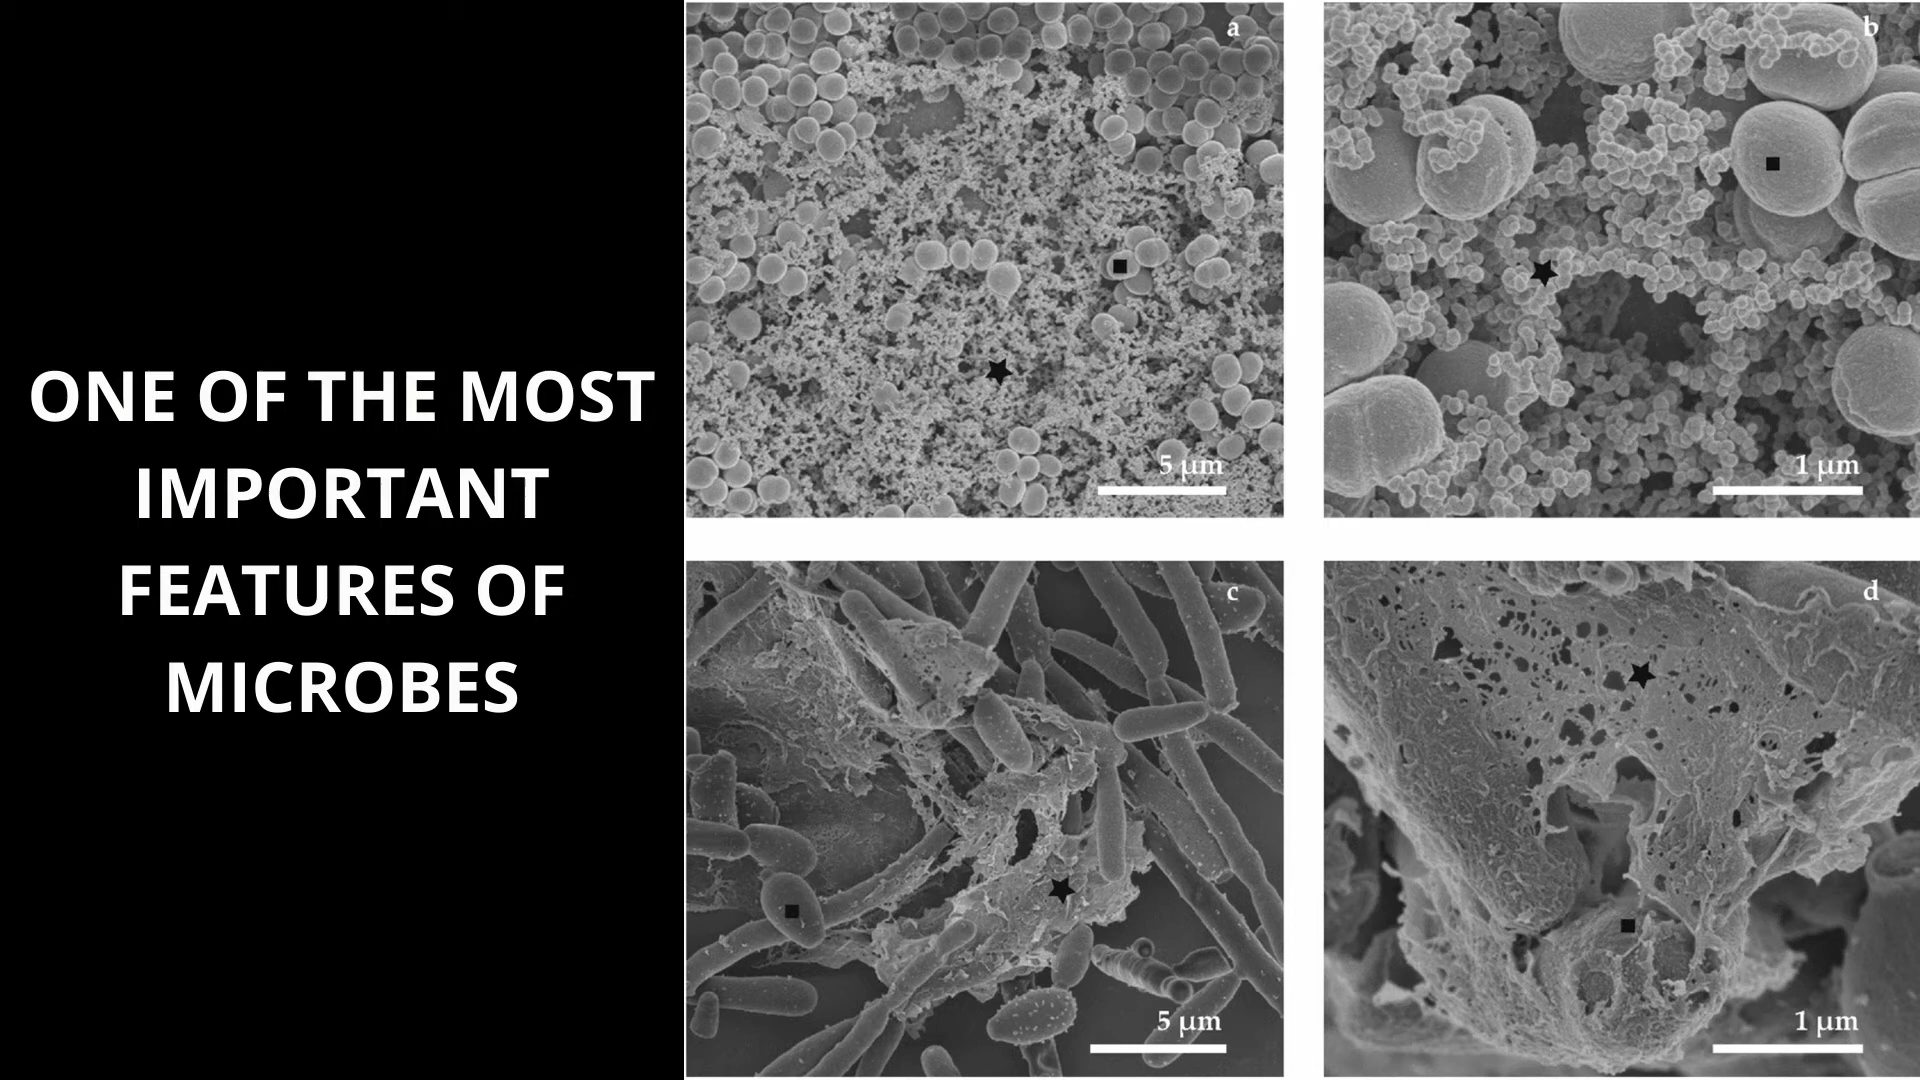 ONE OF THE MOST
IMPORTANT
FEATURES OF
MICROBES
a
5 μm
b
1 μm
c
5 μm
d
1 μm